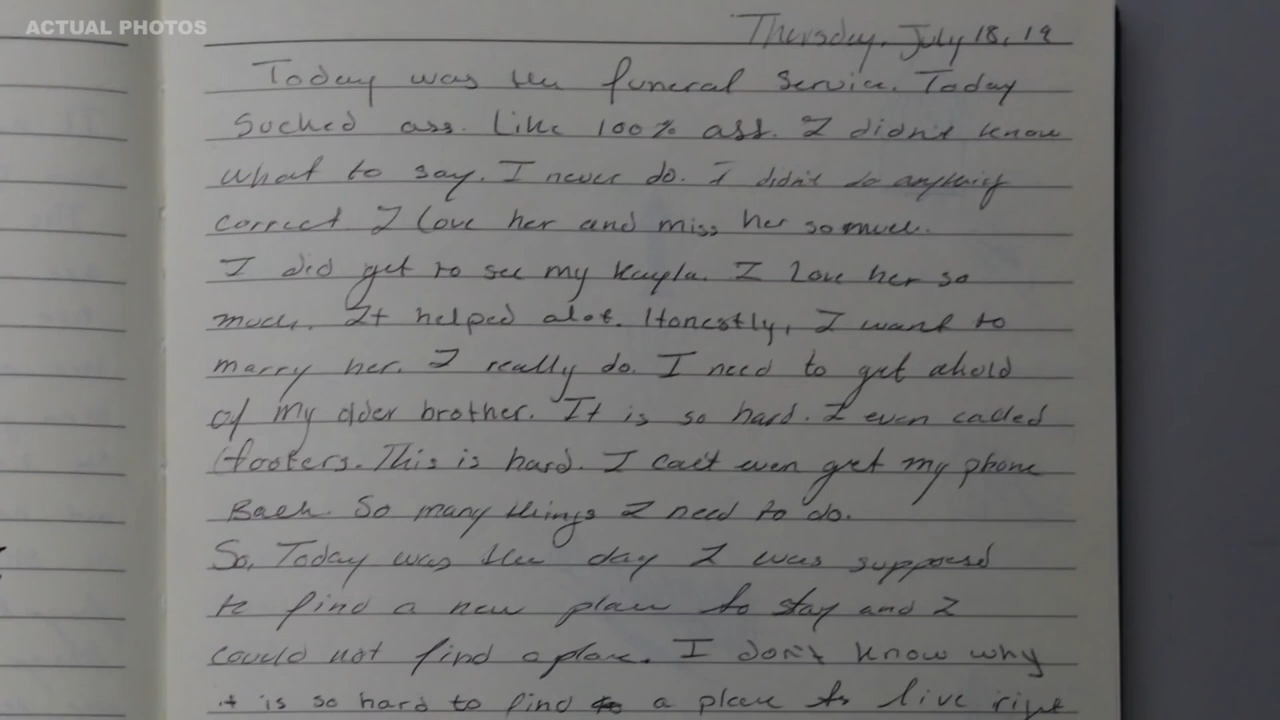 ACTUAL PHOTOS
Thursday, July 18, 19
Today was the funeral service. Today
Sucked ass. Like 100% ass. I didn't know
what to say. I never do. I didn't do anything
correct. I love her and miss her so much.
I did get to see my Kayla. I love her so
much. It helped alot. Honestly, I want to
marry her. I really do. I need to get ahold
of my older brother. It is so hard. I even called
Hooters. This is hard. I can't even get my phone
Back. So many things I need to do.
So, Today was the day I was supposed
to find a new place to stay and I
could not find a place. I don't know why
it is so hard to find a place to live right